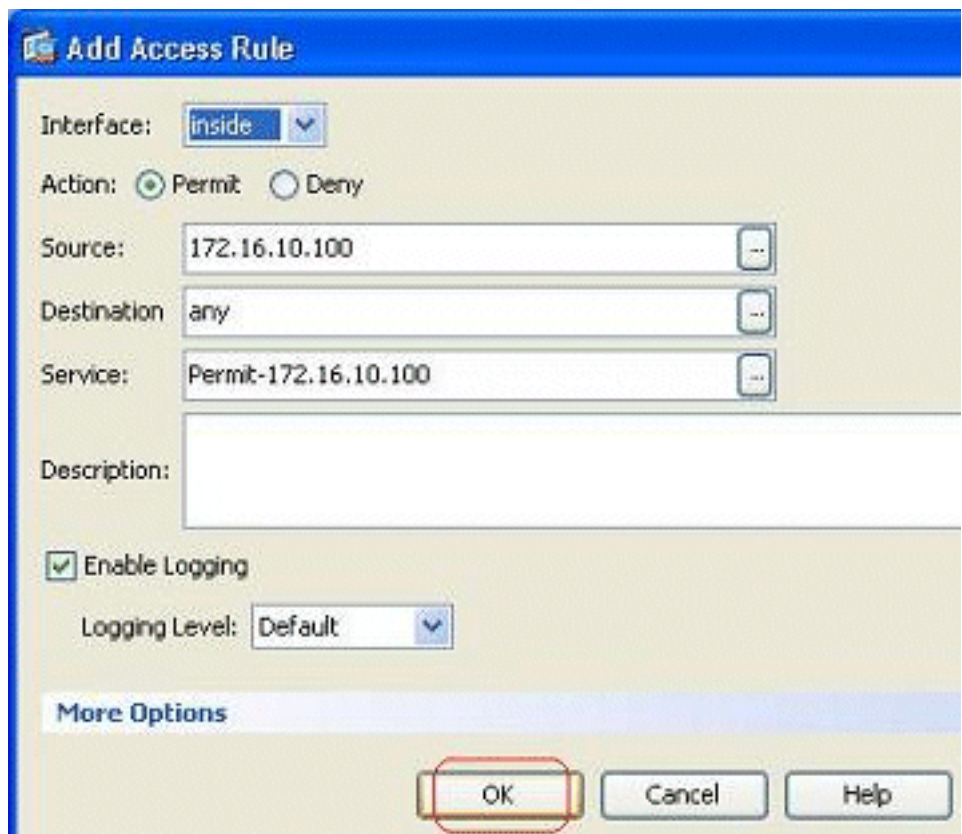 Add Access Rule
Interface: inside
Action: Permit Deny
Source: 172.16.10.100 ...
Destination any ...
Service: Permit-172.16.10.100 ...
Description:
Enable Logging
Logging Level: Default
More Options
OK Cancel Help